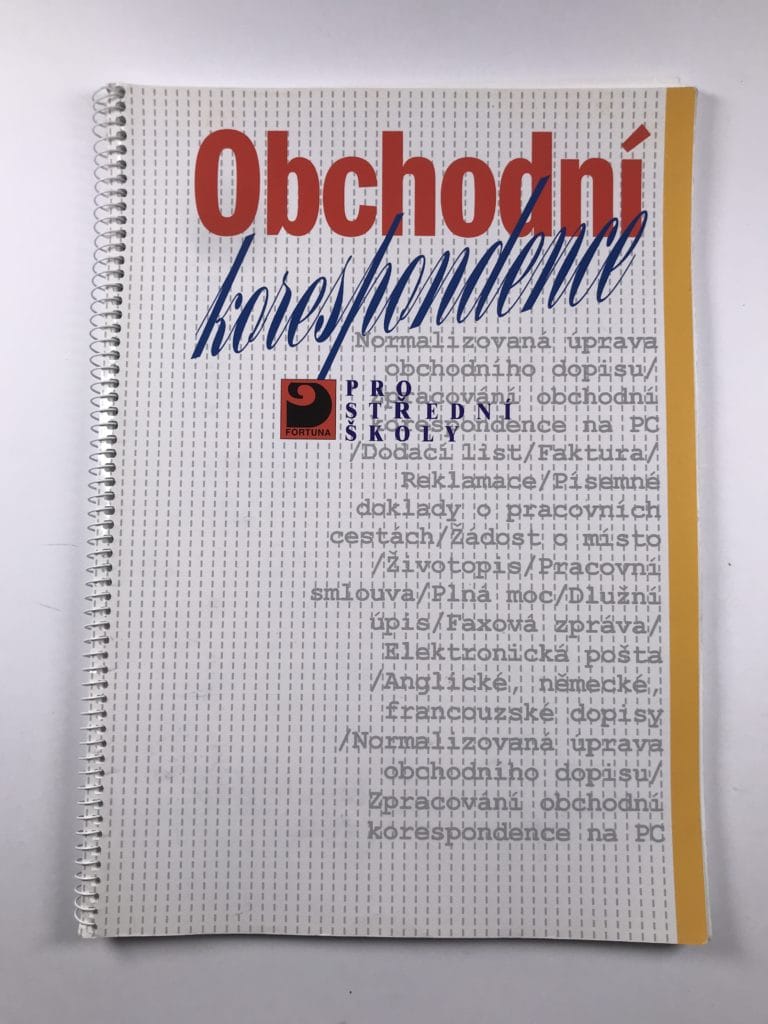 Obchodní
korespondence
Normalizovaná úprava
obchodního dopisu/
Zpracování obchodní
korespondence na PC
FORTUNA
PRO
STŘEDNÍ
ŠKOLY
/Dodací list/Faktura/
Reklamace/Písemné
doklady o pracovních
cestách/Žádost o místo
/Životopis/Pracovní
smlouva/Plná moc/Dlužní
úpis/Faxová zpráva/
Elektronická pošta
/Anglické, německé,
francouzské dopisy
/Normalizovaná úprava
obchodního dopisu/
Zpracování obchodní
korespondence na PC